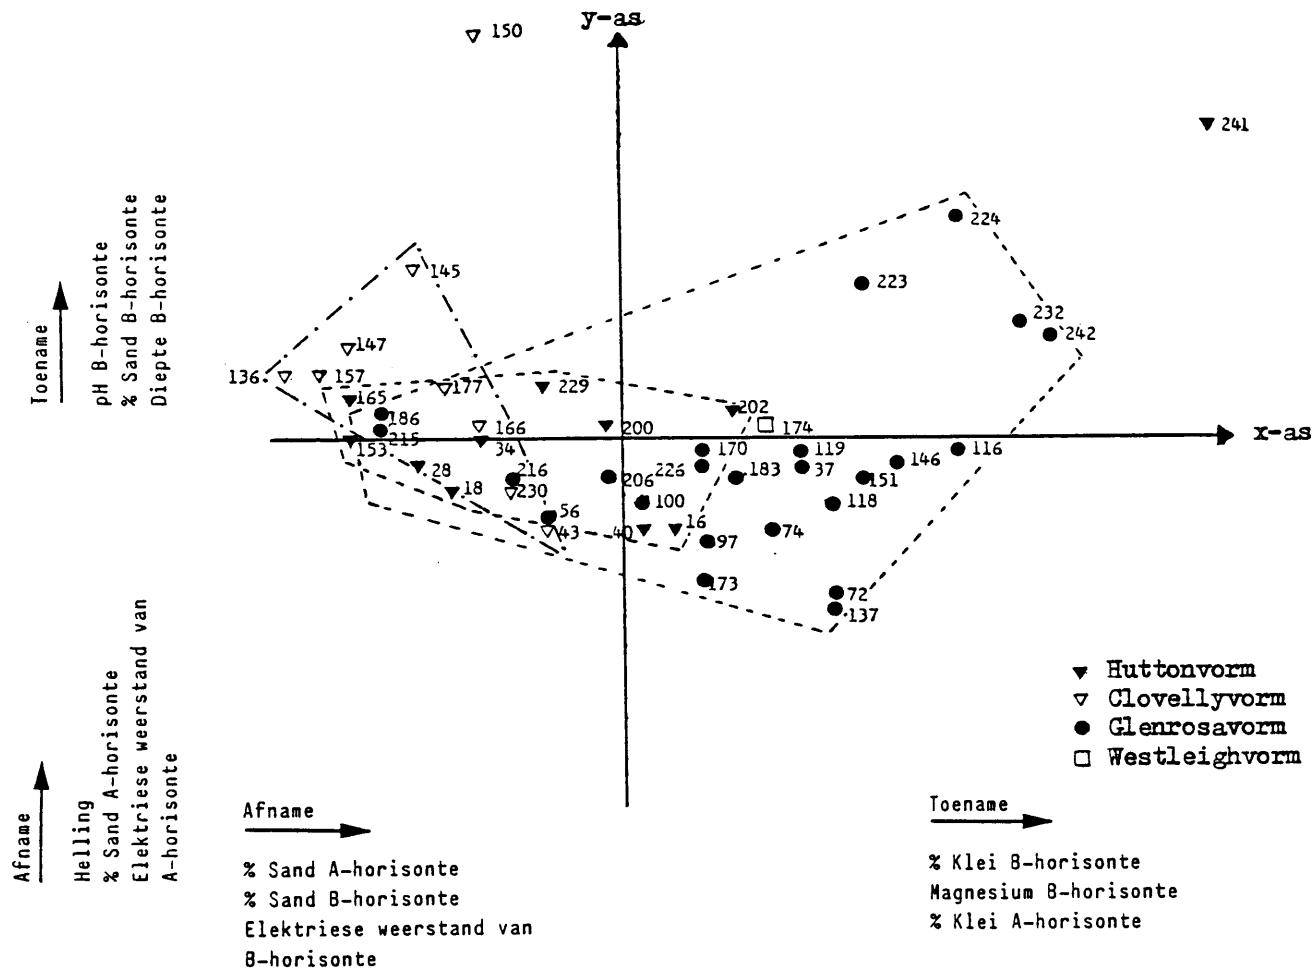 y-as
150
241
224
223
232
242
145
147
136
157
177
229
165
202
186
166
200
174
215
153
34
170
119
116
28
216
226
183
37
146
151
18
230
206
100
118
56
43
40
16
97
74
173
72
137
x-as
Toename
pH B-horisonte
% Sand B-horisonte
Diepte B-horisonte
Afname
Helling
% Sand A-horisonte
Elektriese weerstand van
A-horisonte
Huttonvorm
Clovellyvorm
Glenrosavorm
Westleighvorm
Afname
% Sand A-horisonte
% Sand B-horisonte
Elektriese weerstand van
B-horisonte
Toename
% Klei B-horisonte
Magnesium B-horisonte
% Klei A-horisonte